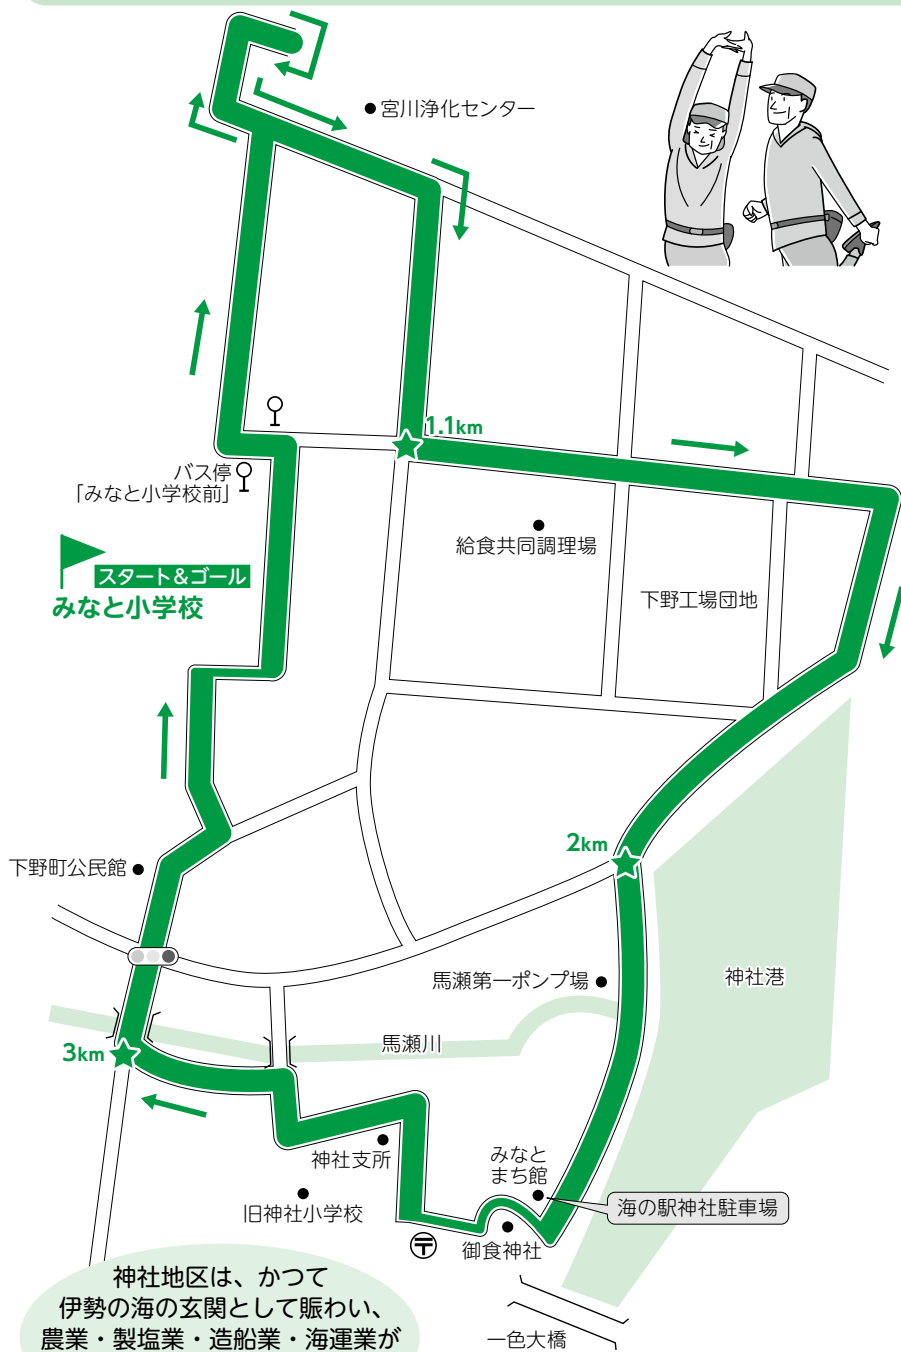 宮川浄化センター
1.1km
バス停
「みなと小学校前」
給食共同調理場
スタート&ゴール
みなと小学校
下野工場団地
2km
下野町公民館
馬瀬第一ポンプ場
神社港
馬瀬川
3km
神社支所
みなと
まち館
旧神社小学校
海の駅神社駐車場
〒
御食神社
神社地区は、かつて
伊勢の海の玄関として賑わい、
農業・製塩業・造船業・海運業が
一色大橋